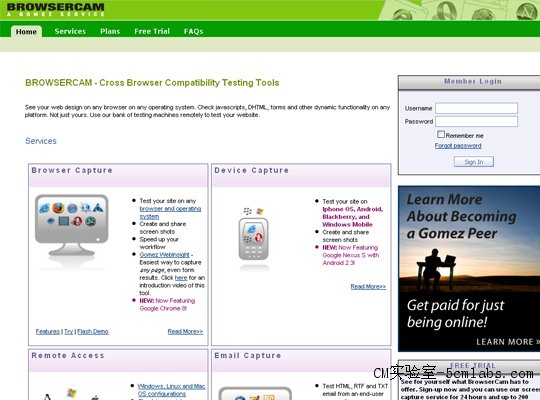 BROWSERCAM
A GOMEZ SERVICE
Home Services Plans Free Trial FAQs
BROWSERCAM - Cross Browser Compatibility Testing Tools
See your web design on any browser on any operating system. Check javascripts, DHTML, forms and other dynamic functionality on any
platform. Not just yours. Use our bank of testing machines remotely to test your website.
Services
Browser Capture
Test your site on any
browser and operating
system
Create and share
screen shots
Speed up your
workflow
Gomez WebInsight -
Easiest way to capture
any page, even form
results. Click here for an
introduction video of this
tool.
NEW: Now Featuring
Google Chrome 8!
Features | Try | Flash Demo
Read More>>
Device Capture
Test your site on
Iphone OS, Android,
Blackberry, and
Windows Mobile
Create and share
screen shots
NEW: Now Featuring
Google Nexus S with
Android 2.3!
Read More>>
Remote Access
Windows, Linux and Mac
OS configurations
Email Capture
Test HTML, RTF and TXT
email from an end-user
Member Login
Username
Password
Remember me
Forgot password
Sign In
Learn More
About Becoming
a Gomez Peer
Get paid for just
being online!
LEARN MORE »
FREE TRIAL
See for yourself what BrowserCam has to
offer. Sign-up now and you can use our screen
capture service for 24 hours and up to 200
CM实验室-5cmlabs.com